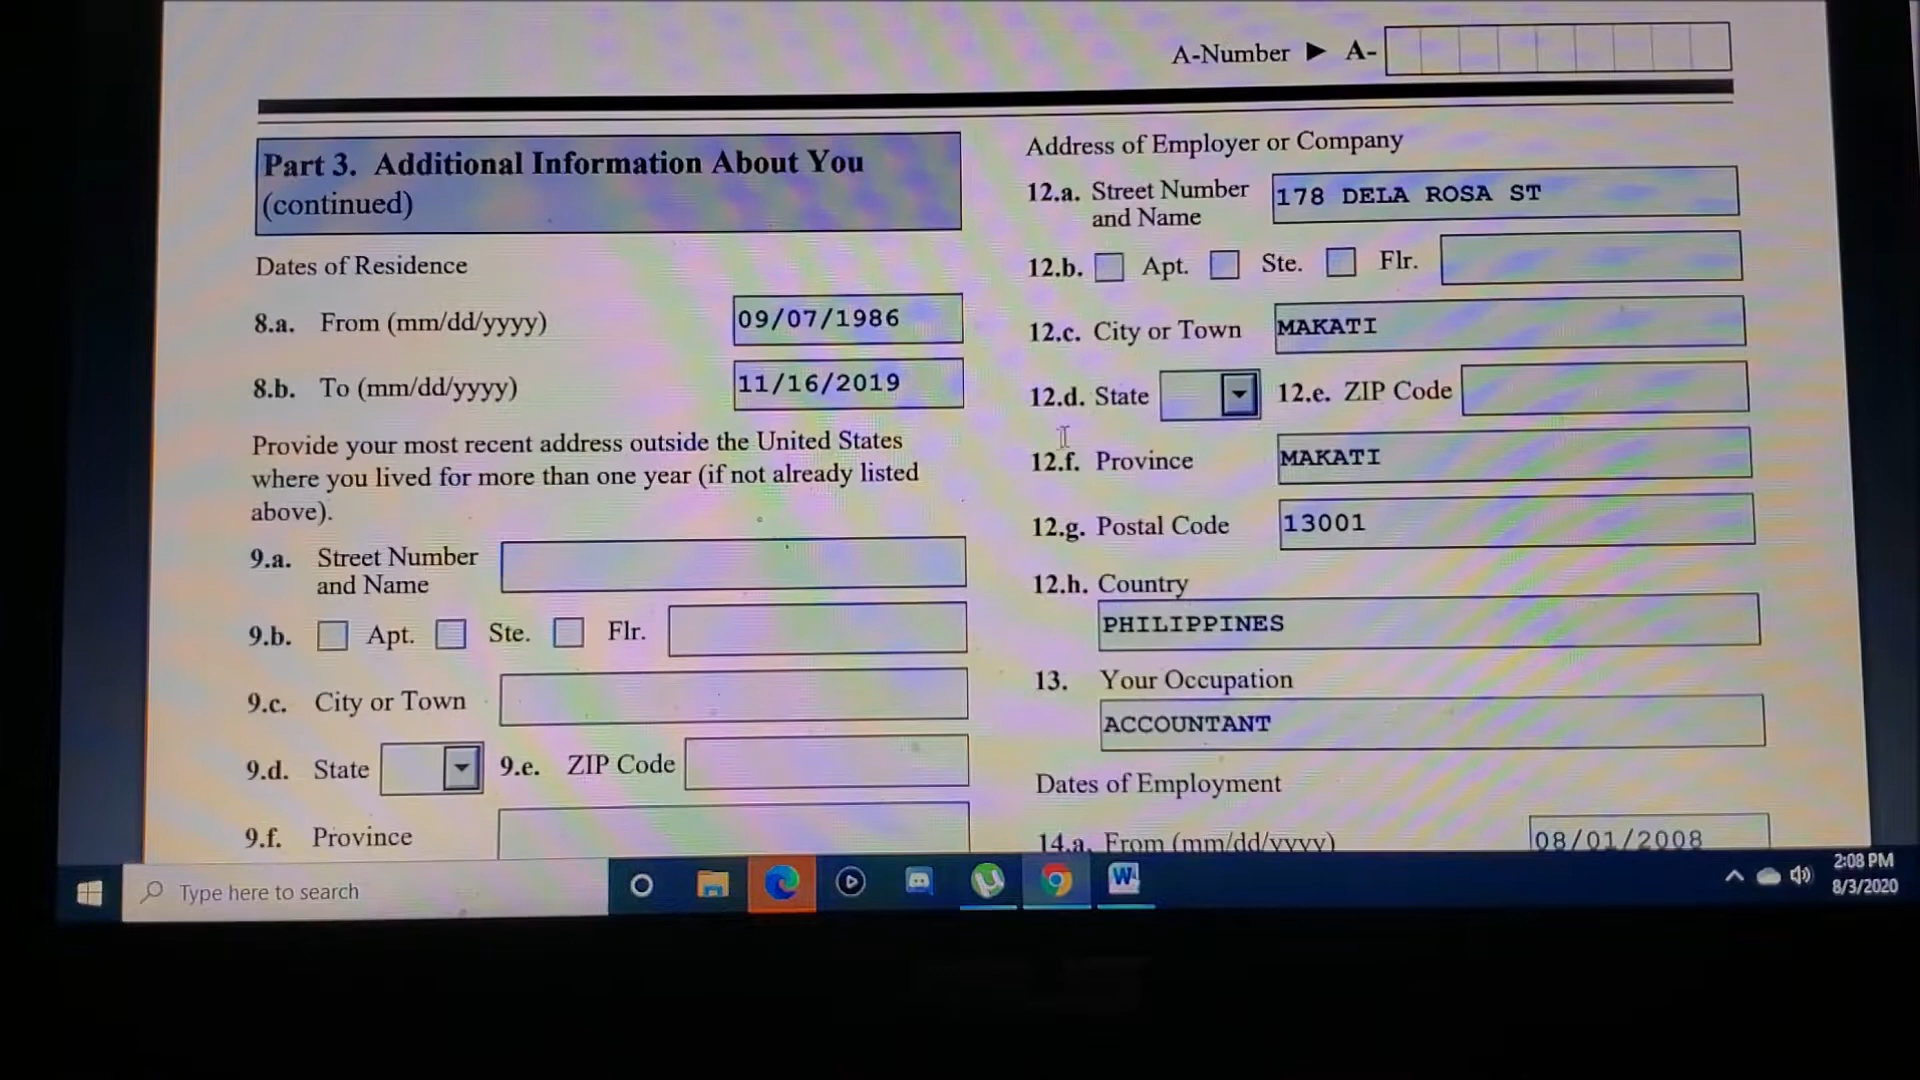 A-Number ► A-
Part 3. Additional Information About You
(continued)
Dates of Residence
8.a. From (mm/dd/yyyy) 09/07/1986
8.b. To (mm/dd/yyyy) 11/16/2019
Provide your most recent address outside the United States
where you lived for more than one year (if not already listed
above).
9.a. Street Number
and Name
9.b. Apt. Ste. Flr.
9.c. City or Town
9.d. State 9.e. ZIP Code
9.f. Province
Address of Employer or Company
12.a. Street Number
and Name 178 DELA ROSA ST
12.b. Apt. Ste. Flr.
12.c. City or Town MAKATI
12.d. State 12.e. ZIP Code
12.f. Province MAKATI
12.g. Postal Code 13001
12.h. Country
PHILIPPINES
13. Your Occupation
ACCOUNTANT
Dates of Employment
14.a. From (mm/dd/yyyy) 08/01/2008
Type here to search
W
2:08 PM
8/3/2020